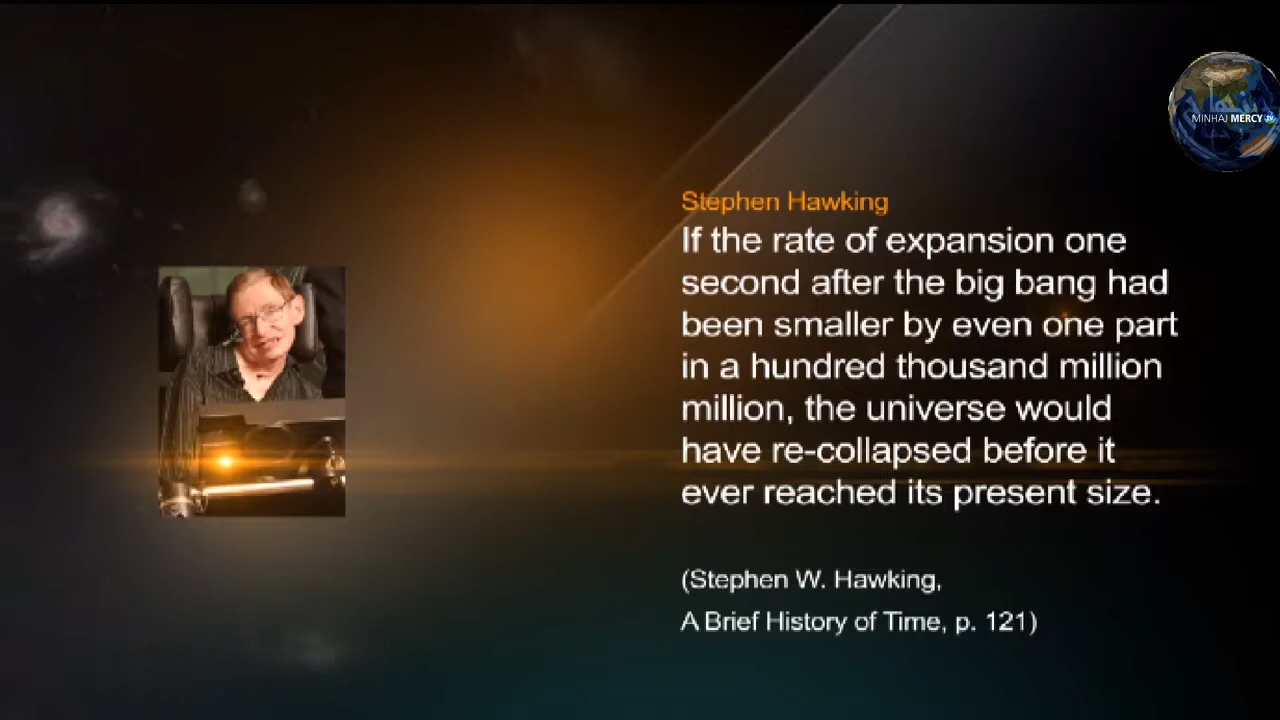 MINHAJ MERCY.tv
Stephen Hawking
If the rate of expansion one
second after the big bang had
been smaller by even one part
in a hundred thousand million
million, the universe would
have re-collapsed before it
ever reached its present size.
(Stephen W. Hawking,
A Brief History of Time, p. 121)